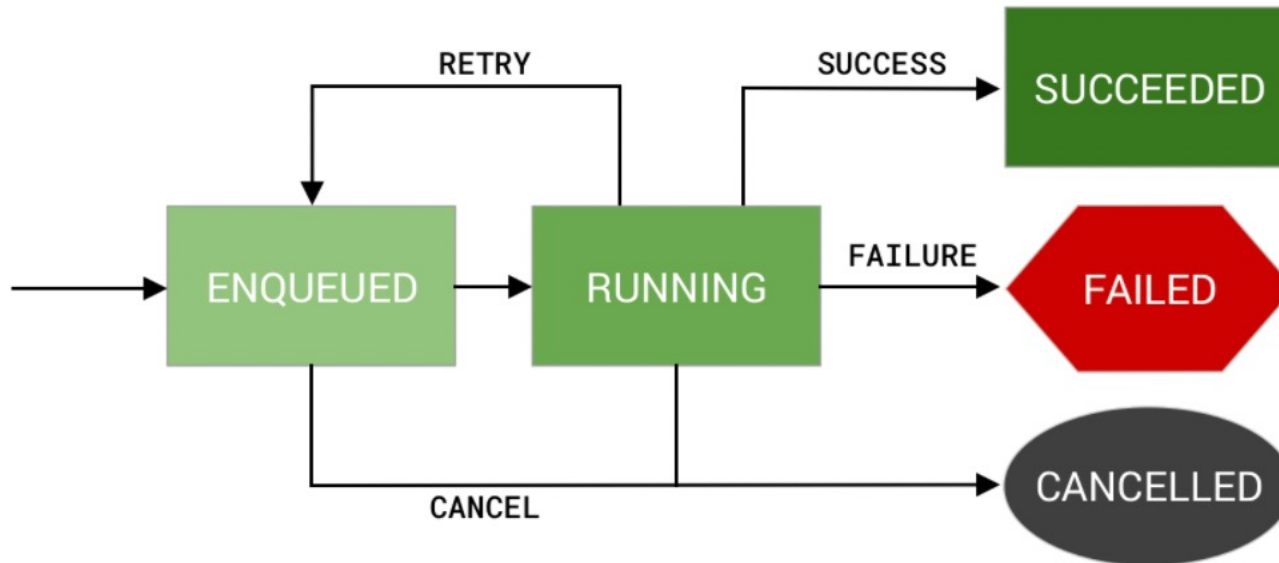 RETRY
SUCCESS
SUCCEEDED
ENQUEUED
RUNNING
FAILURE
FAILED
CANCEL
CANCELLED